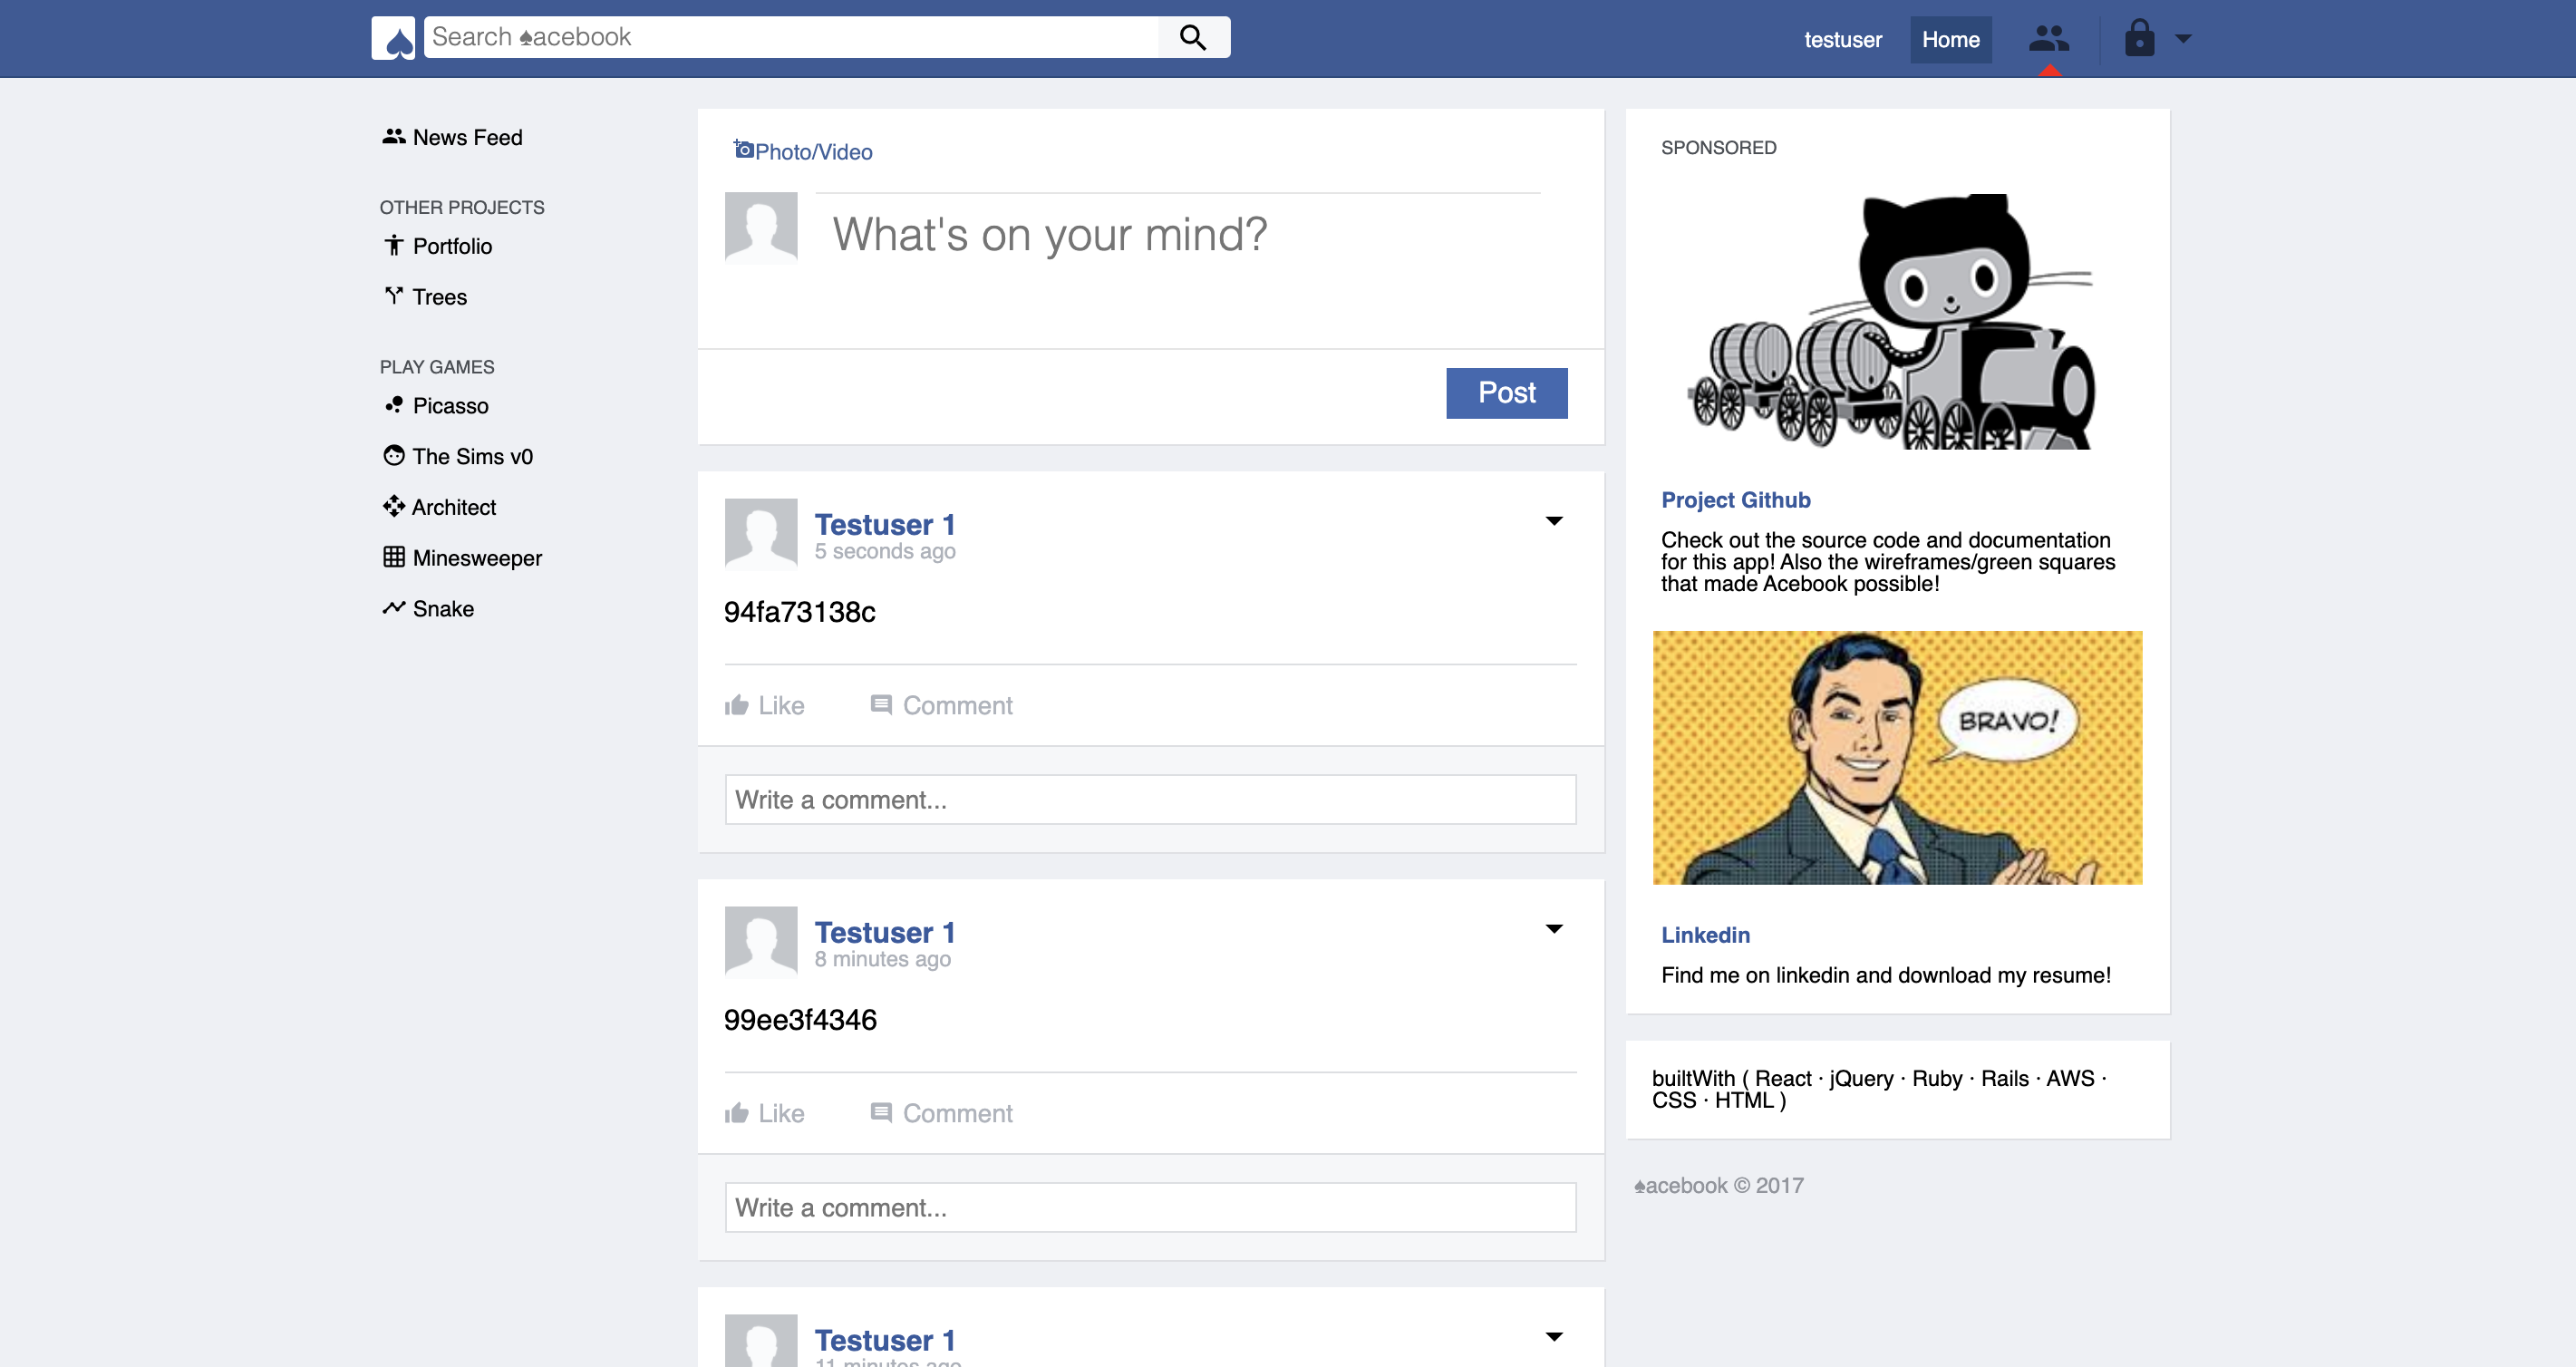 Search ♠acebook
testuser
Home
News Feed
OTHER PROJECTS
Portfolio
Trees
PLAY GAMES
Picasso
The Sims v0
Architect
Minesweeper
Snake
Photo/Video
What's on your mind?
Post
Testuser 1
5 seconds ago
94fa73138c
Like
Comment
Write a comment...
Testuser 1
8 minutes ago
99ee3f4346
Like
Comment
Write a comment...
Testuser 1
11 minutes ago
SPONSORED
Project Github
Check out the source code and documentation
for this app! Also the wireframes/green squares
that made Acebook possible!
BRAVO!
Linkedin
Find me on linkedin and download my resume!
builtWith ( React · jQuery · Ruby · Rails · AWS ·
CSS · HTML )
♠acebook © 2017